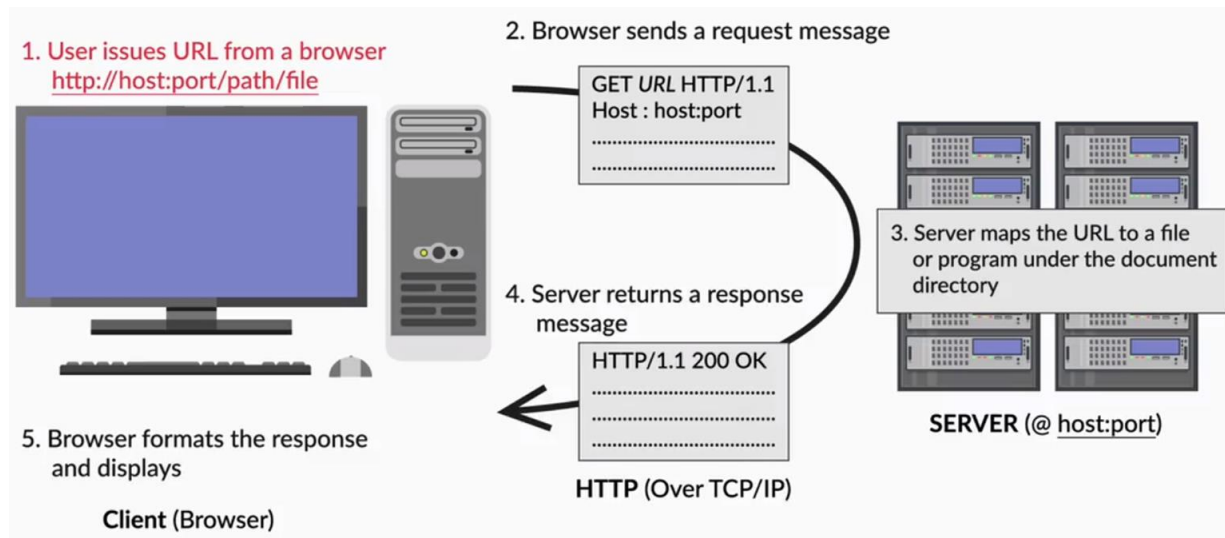 1. User issues URL from a browser
http://host:port/path/file
2. Browser sends a request message
GET URL HTTP/1.1
Host : host:port
3. Server maps the URL to a file
or program under the document
directory
4. Server returns a response
message
HTTP/1.1 200 OK
HTTP (Over TCP/IP)
SERVER (@ host:port)
5. Browser formats the response
and displays
Client (Browser)